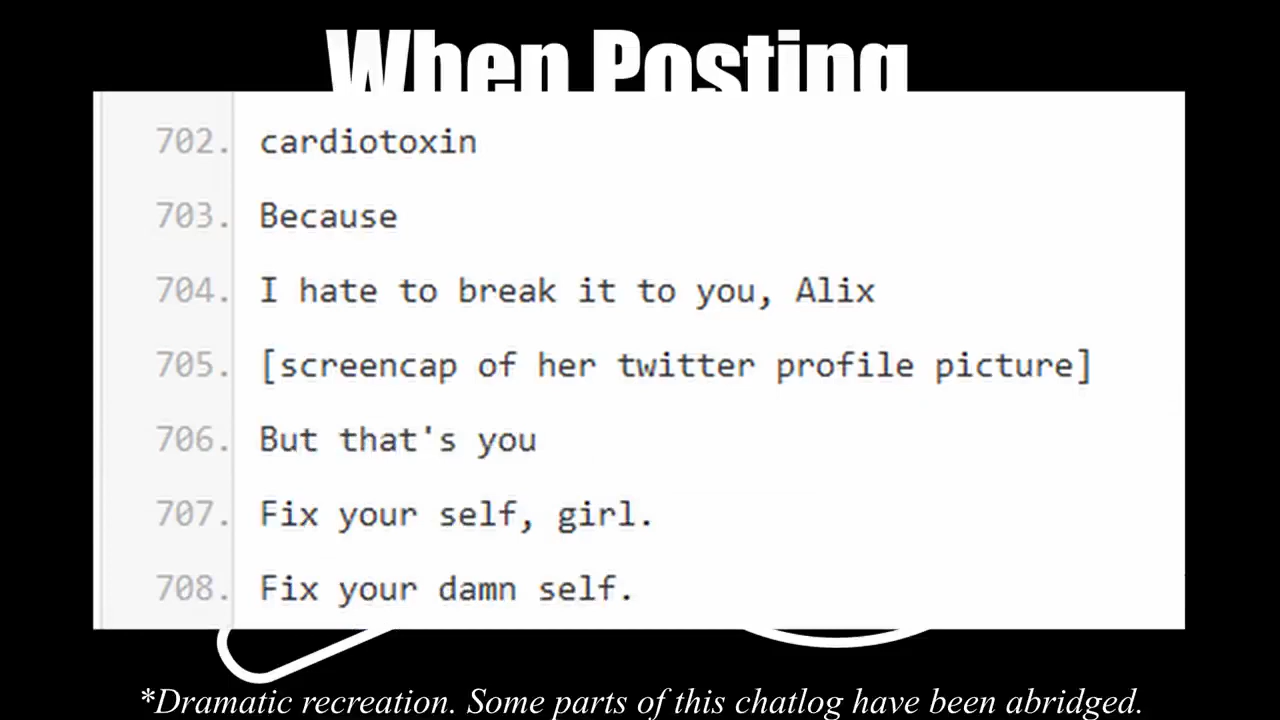 When Posting
702. cardiotoxin
703. Because
704. I hate to break it to you, Alix
705. [screencap of her twitter profile picture]
706. But that's you
707. Fix your self, girl.
708. Fix your damn self.
*Dramatic recreation. Some parts of this chatlog have been abridged.